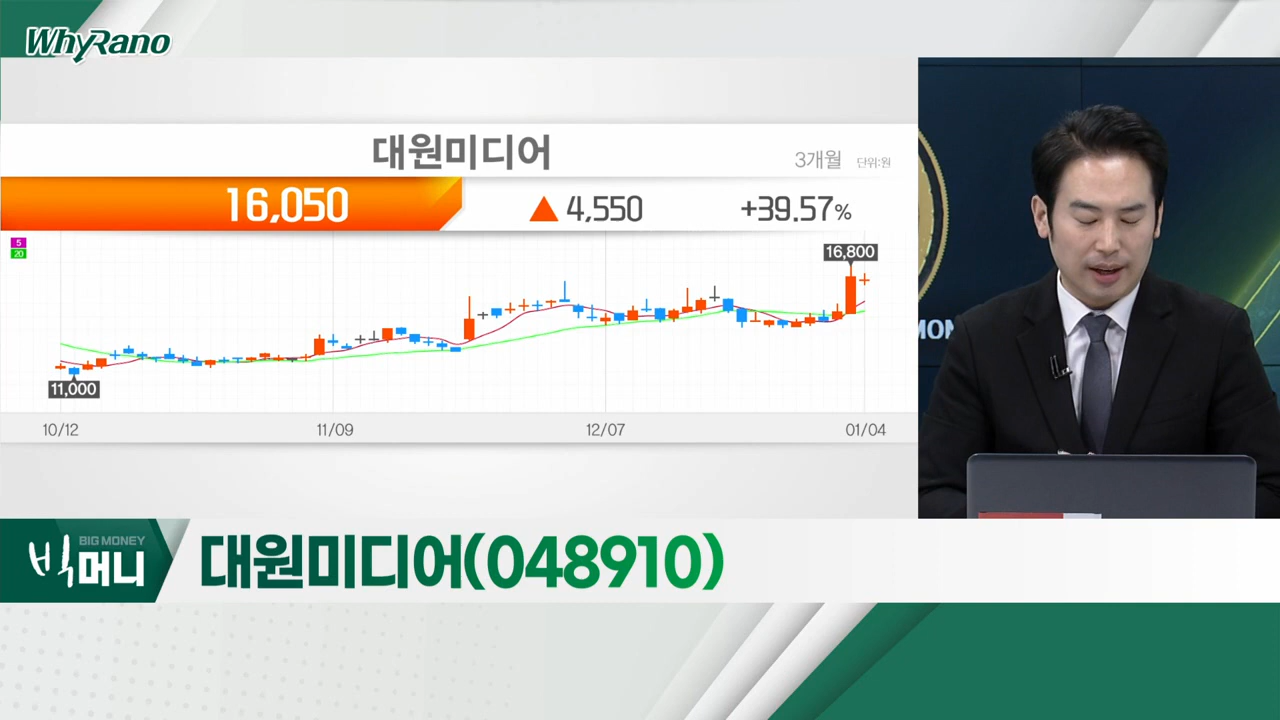 WhyRano
대원미디어
3개월 단위:원
16,050 ▲ 4,550 +39.57%
5
20
16,800
11,000
10/12 11/09 12/07 01/04
MON
BIG MONEY
빅머니
대원미디어(048910)